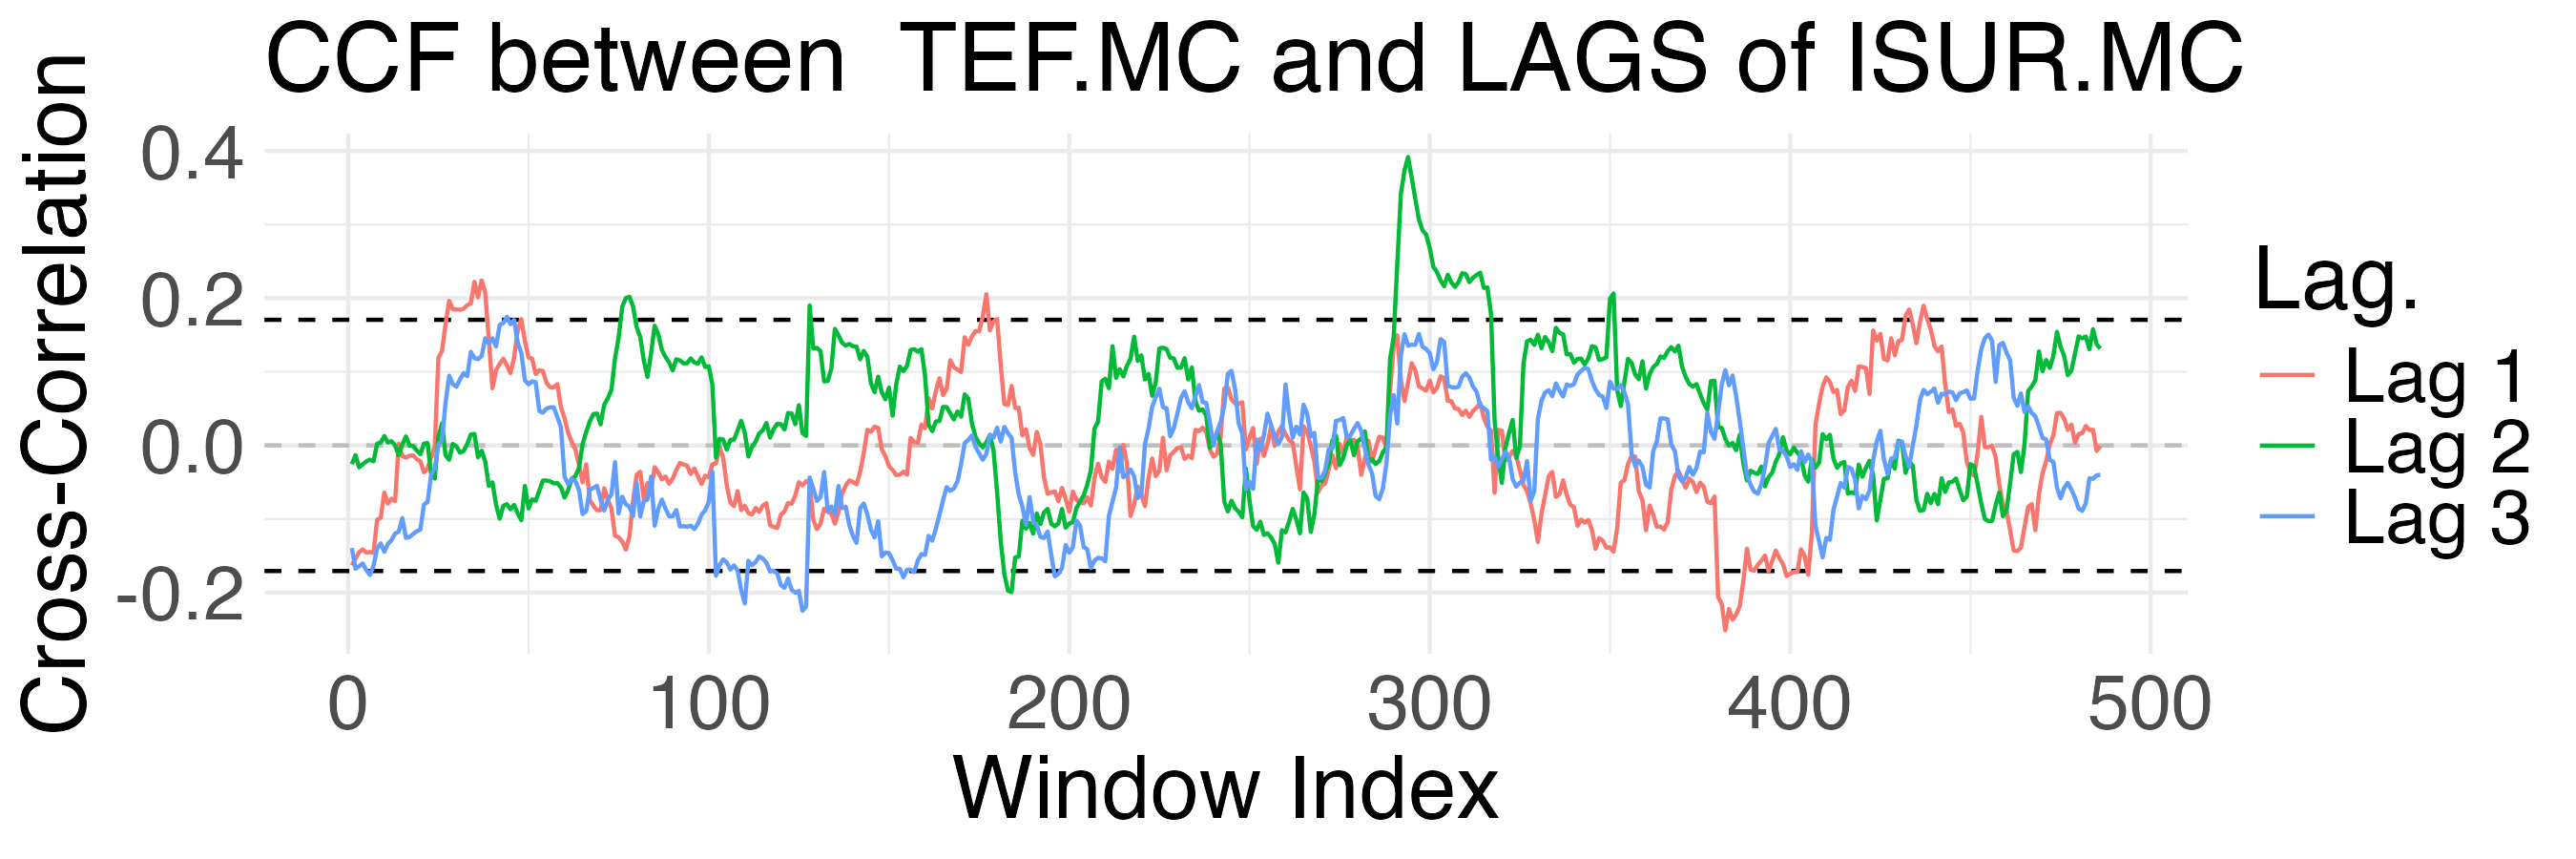 CCF between  TEF.MC and LAGS of ISUR.MC
Cross-Correlation
0.4
0.2
0.0
-0.2
0 100 200 300 400 500
Window Index
Lag.
Lag 1
Lag 2
Lag 3